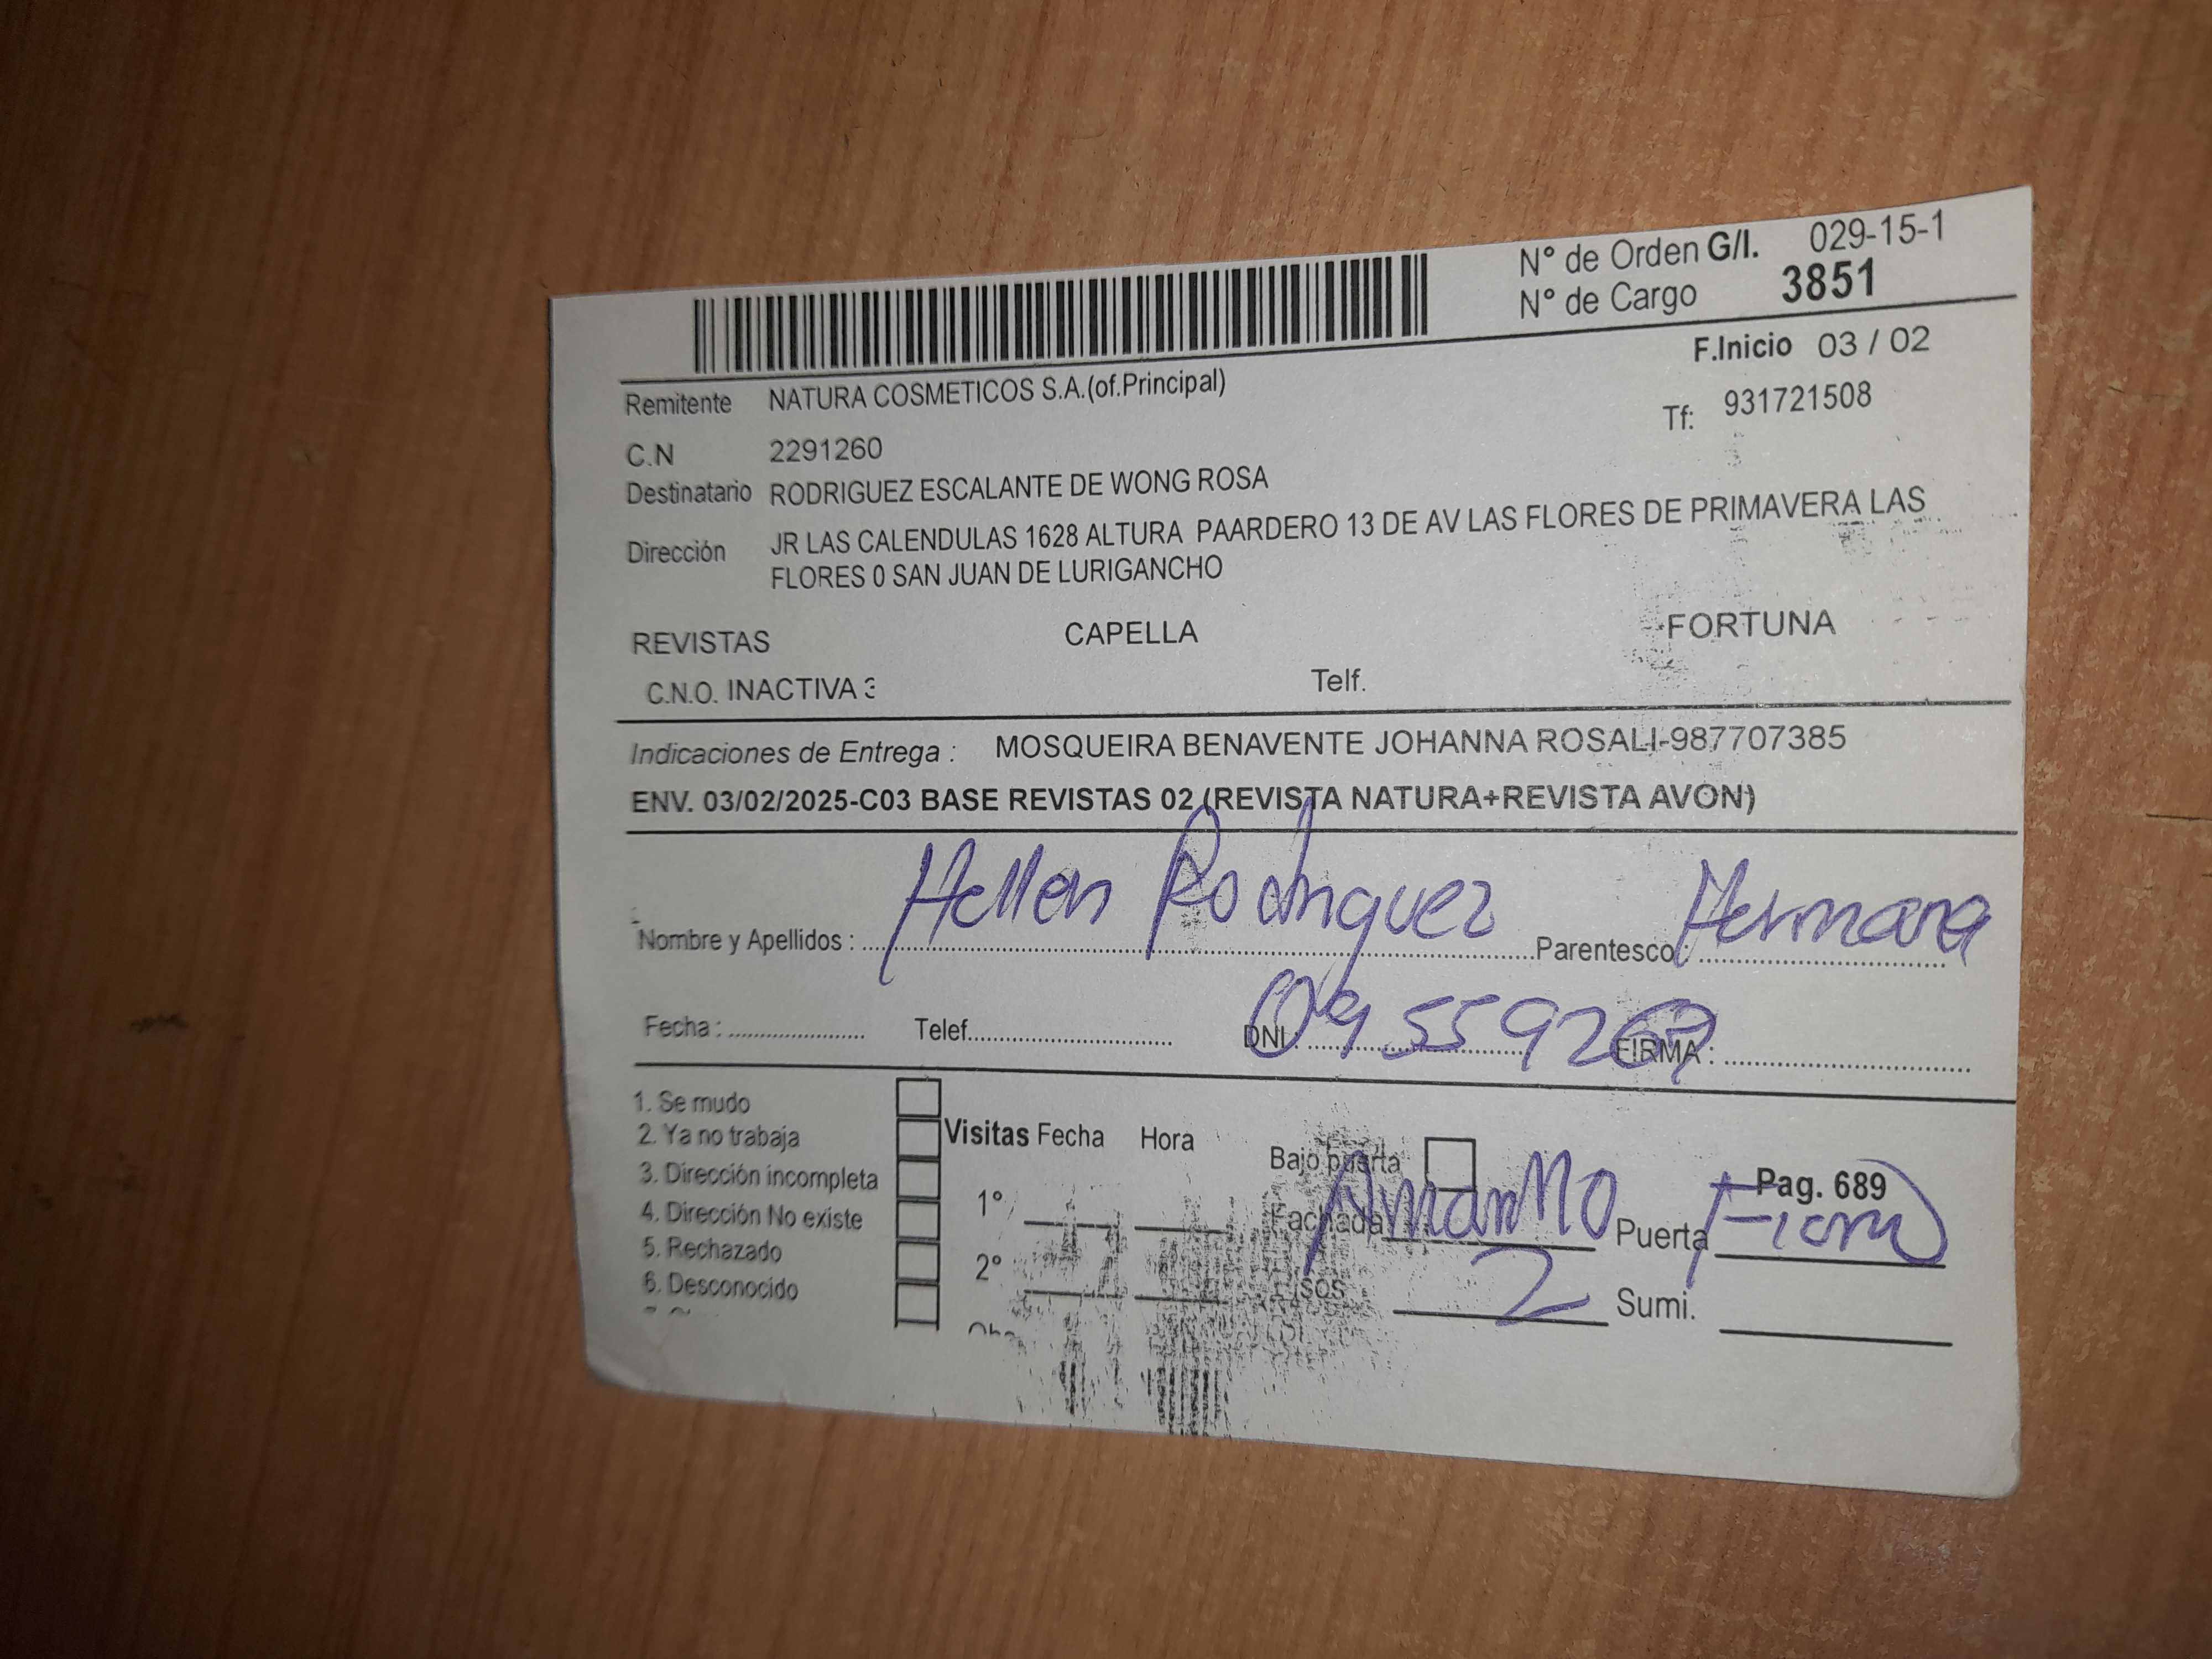 N° de Orden G/I. 029-15-1
N° de Cargo 3851
F.Inicio 03 / 02
Remitente NATURA COSMETICOS S.A.(of.Principal)
Tf: 931721508
C.N 2291260
Destinatario RODRIGUEZ ESCALANTE DE WONG ROSA
Dirección JR LAS CALENDULAS 1628 ALTURA PAARDERO 13 DE AV LAS FLORES DE PRIMAVERA LAS
FLORES 0 SAN JUAN DE LURIGANCHO
REVISTAS CAPELLA FORTUNA
C.N.O. INACTIVA 3 Telf.
Indicaciones de Entrega : MOSQUEIRA BENAVENTE JOHANNA ROSALI-987707385
ENV. 03/02/2025-C03 BASE REVISTAS 02 (REVISTA NATURA+REVISTA AVON)
Nombre y Apellidos : Hellen Rodriguez Parentesco : Hermana
Fecha : Telef. DNI : 09559267 FIRMA :
1. Se mudo
2. Ya no trabaja
3. Dirección incompleta
4. Dirección No existe
5. Rechazado
6. Desconocido
Visitas Fecha Hora
1°
2°
Bajo puerta
Pag. 689
Fachada Amarillo Puerta
Pisos 2 Sumi.